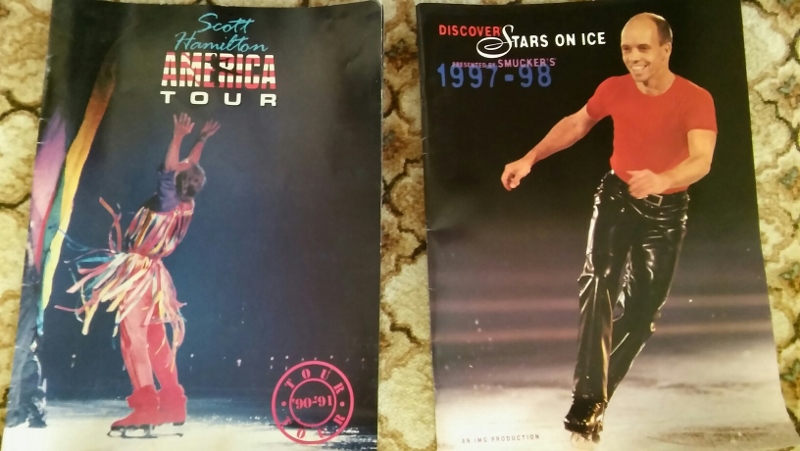 Scott
Hamilton
AMERICA
TOUR
TOUR
'90-'91
TOUR
DISCOVER STARS ON ICE
PRESENTED BY SMUCKER'S
1997-98
AN IMG PRODUCTION